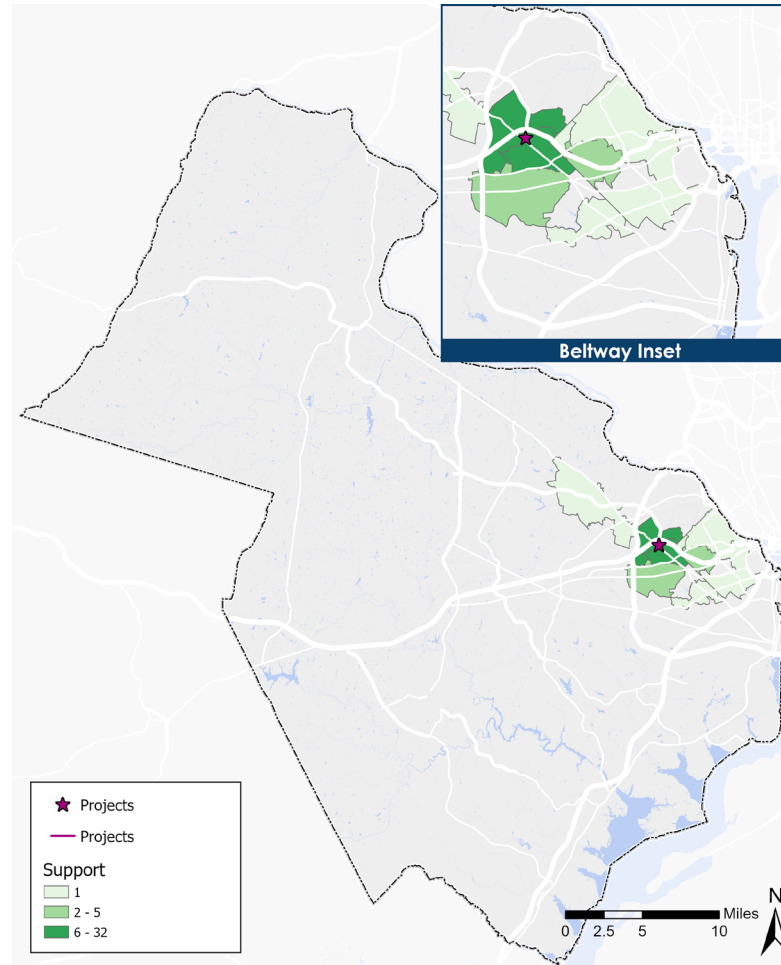 Beltway Inset
Projects
Projects
Support
1
2 - 5
6 - 32
N
Miles
0 2.5 5 10